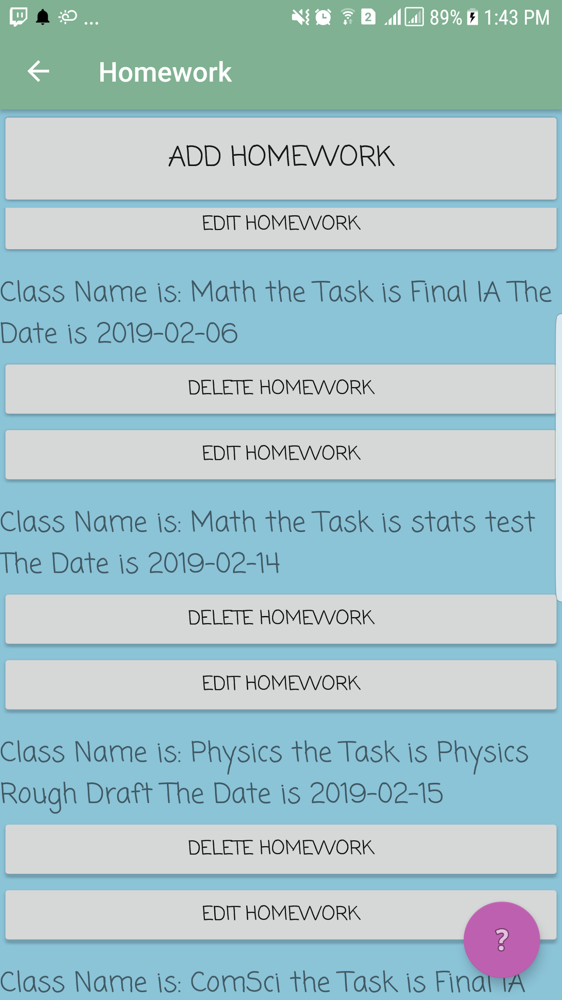 ... 2 89% 1:43 PM
Homework
ADD HOMEWORK
EDIT HOMEWORK
Class Name is: Math the Task is Final IA The
Date is 2019-02-06
DELETE HOMEWORK
EDIT HOMEWORK
Class Name is: Math the Task is stats test
The Date is 2019-02-14
DELETE HOMEWORK
EDIT HOMEWORK
Class Name is: Physics the Task is Physics
Rough Draft The Date is 2019-02-15
DELETE HOMEWORK
EDIT HOMEWORK
?
Class Name is: ComSci the Task is Final IA